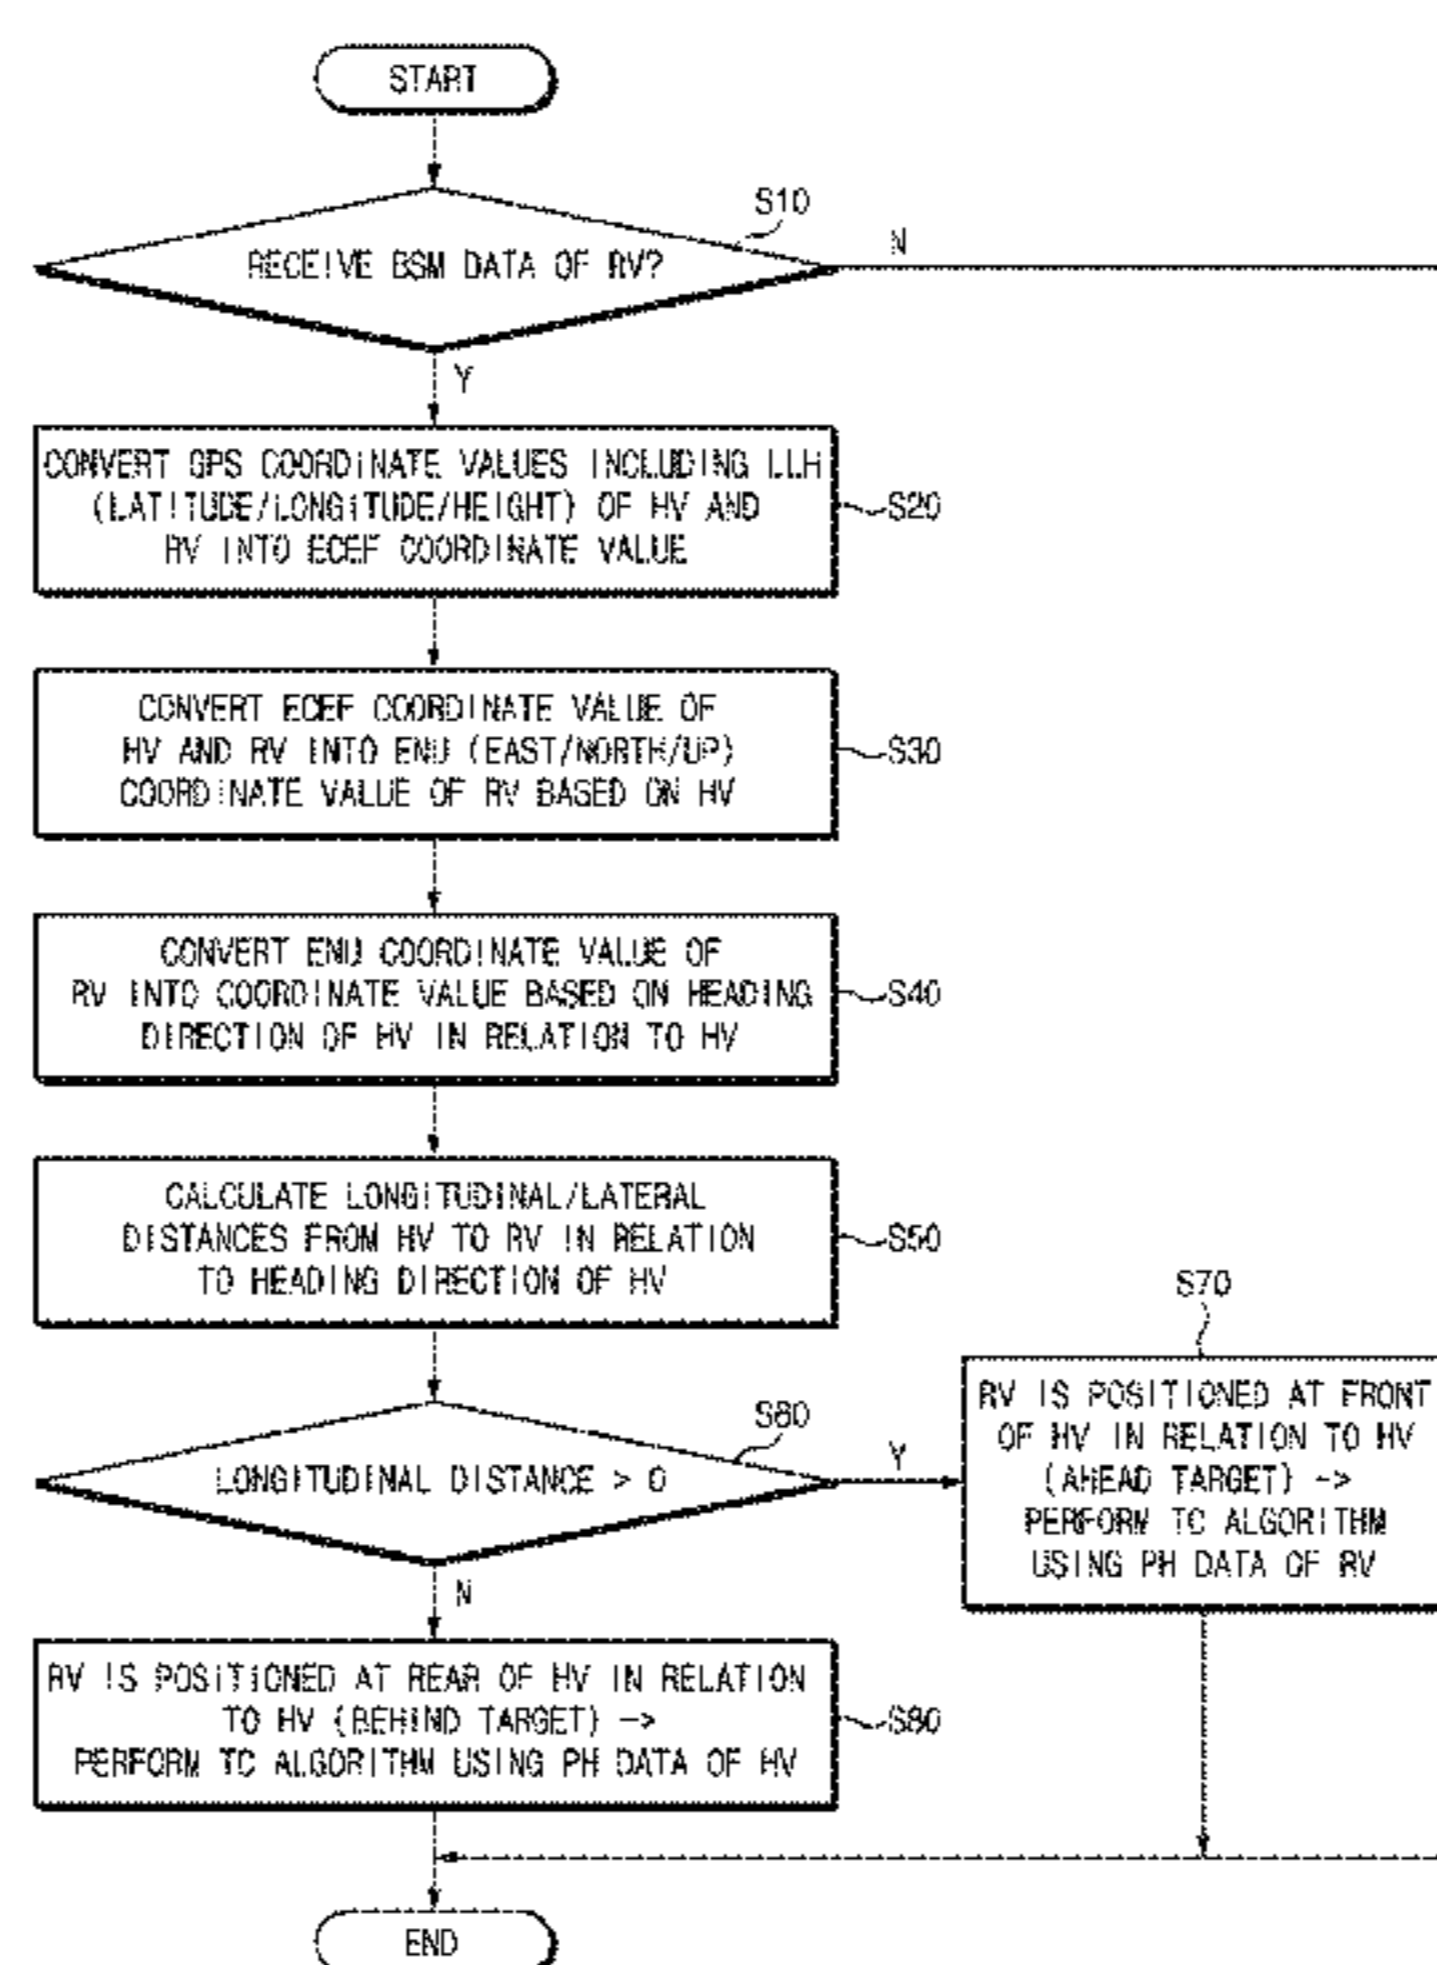 START
S10
RECEIVE BSM DATA OF RV?
N
Y
CONVERT GPS COORDINATE VALUES INCLUDING LLH
(LATITUDE/LONGITUDE/HEIGHT) OF HV AND
RV INTO ECEF COORDINATE VALUE
S20
CONVERT ECEF COORDINATE VALUE OF
HV AND RV INTO ENU (EAST/NORTH/UP)
COORDINATE VALUE OF RV BASED ON HV
S30
CONVERT ENU COORDINATE VALUE OF
RV INTO COORDINATE VALUE BASED ON HEADING
DIRECTION OF HV IN RELATION TO HV
S40
CALCULATE LONGITUDINAL/LATERAL
DISTANCES FROM HV TO RV IN RELATION
TO HEADING DIRECTION OF HV
S50
S60
LONGITUDINAL DISTANCE > 0
Y
N
S70
RV IS POSITIONED AT FRONT
OF HV IN RELATION TO HV
(AHEAD TARGET) ->
PERFORM TC ALGORITHM
USING PH DATA OF RV
RV IS POSITIONED AT REAR OF HV IN RELATION
TO HV (BEHIND TARGET) ->
PERFORM TC ALGORITHM USING PH DATA OF HV
S80
END